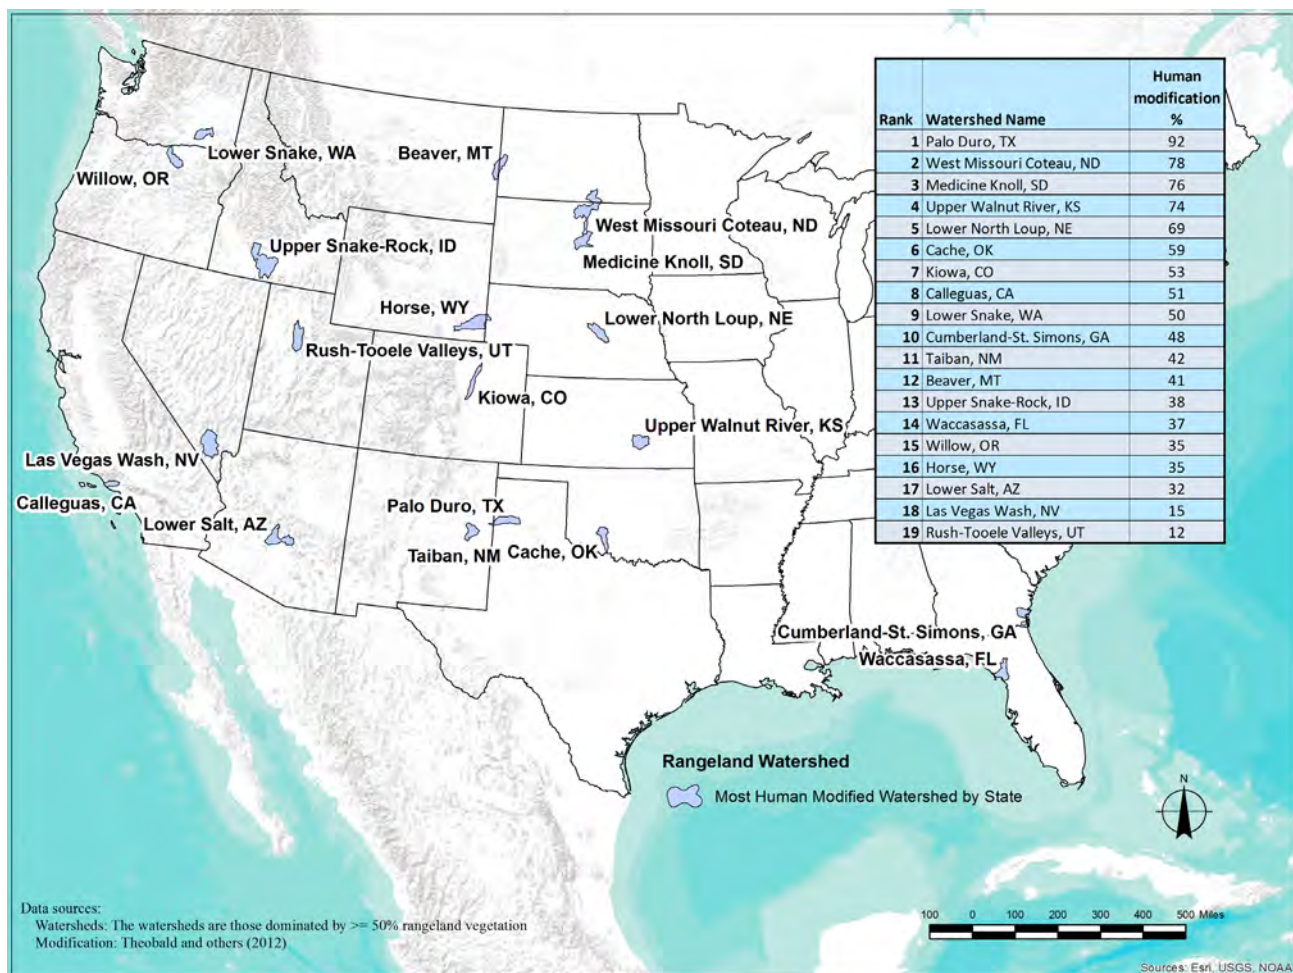 Human
modification
Rank Watershed Name %
1 Palo Duro, TX 92
2 West Missouri Coteau, ND 78
3 Medicine Knoll, SD 76
4 Upper Walnut River, KS 74
5 Lower North Loup, NE 69
6 Cache, OK 59
7 Kiowa, CO 53
8 Calleguas, CA 51
9 Lower Snake, WA 50
10 Cumberland-St. Simons, GA 48
11 Taiban, NM 42
12 Beaver, MT 41
13 Upper Snake-Rock, ID 38
14 Waccasassa, FL 37
15 Willow, OR 35
16 Horse, WY 35
17 Lower Salt, AZ 32
18 Las Vegas Wash, NV 15
19 Rush-Tooele Valleys, UT 12
Lower Snake, WA
Beaver, MT
Willow, OR
West Missouri Coteau, ND
Upper Snake-Rock, ID
Medicine Knoll, SD
Horse, WY
Lower North Loup, NE
Rush-Tooele Valleys, UT
Kiowa, CO
Upper Walnut River, KS
Las Vegas Wash, NV
Calleguas, CA
Palo Duro, TX
Lower Salt, AZ
Taiban, NM
Cache, OK
Cumberland-St. Simons, GA
Waccasassa, FL
Rangeland Watershed
Most Human Modified Watershed by State
N
Data sources:
Watersheds: The watersheds are those dominated by >= 50% rangeland vegetation
Modification: Theobald and others (2012)
100 0 100 200 300 400 500 Miles
Sources: Esri, USGS, NOAA